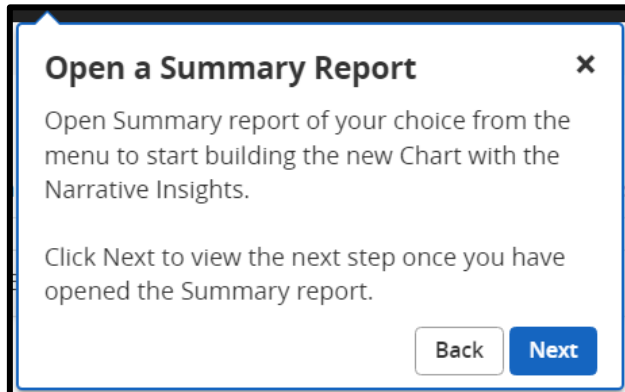 Open a Summary Report
Open Summary report of your choice from the
menu to start building the new Chart with the
Narrative Insights.
Click Next to view the next step once you have
opened the Summary report.
Back Next